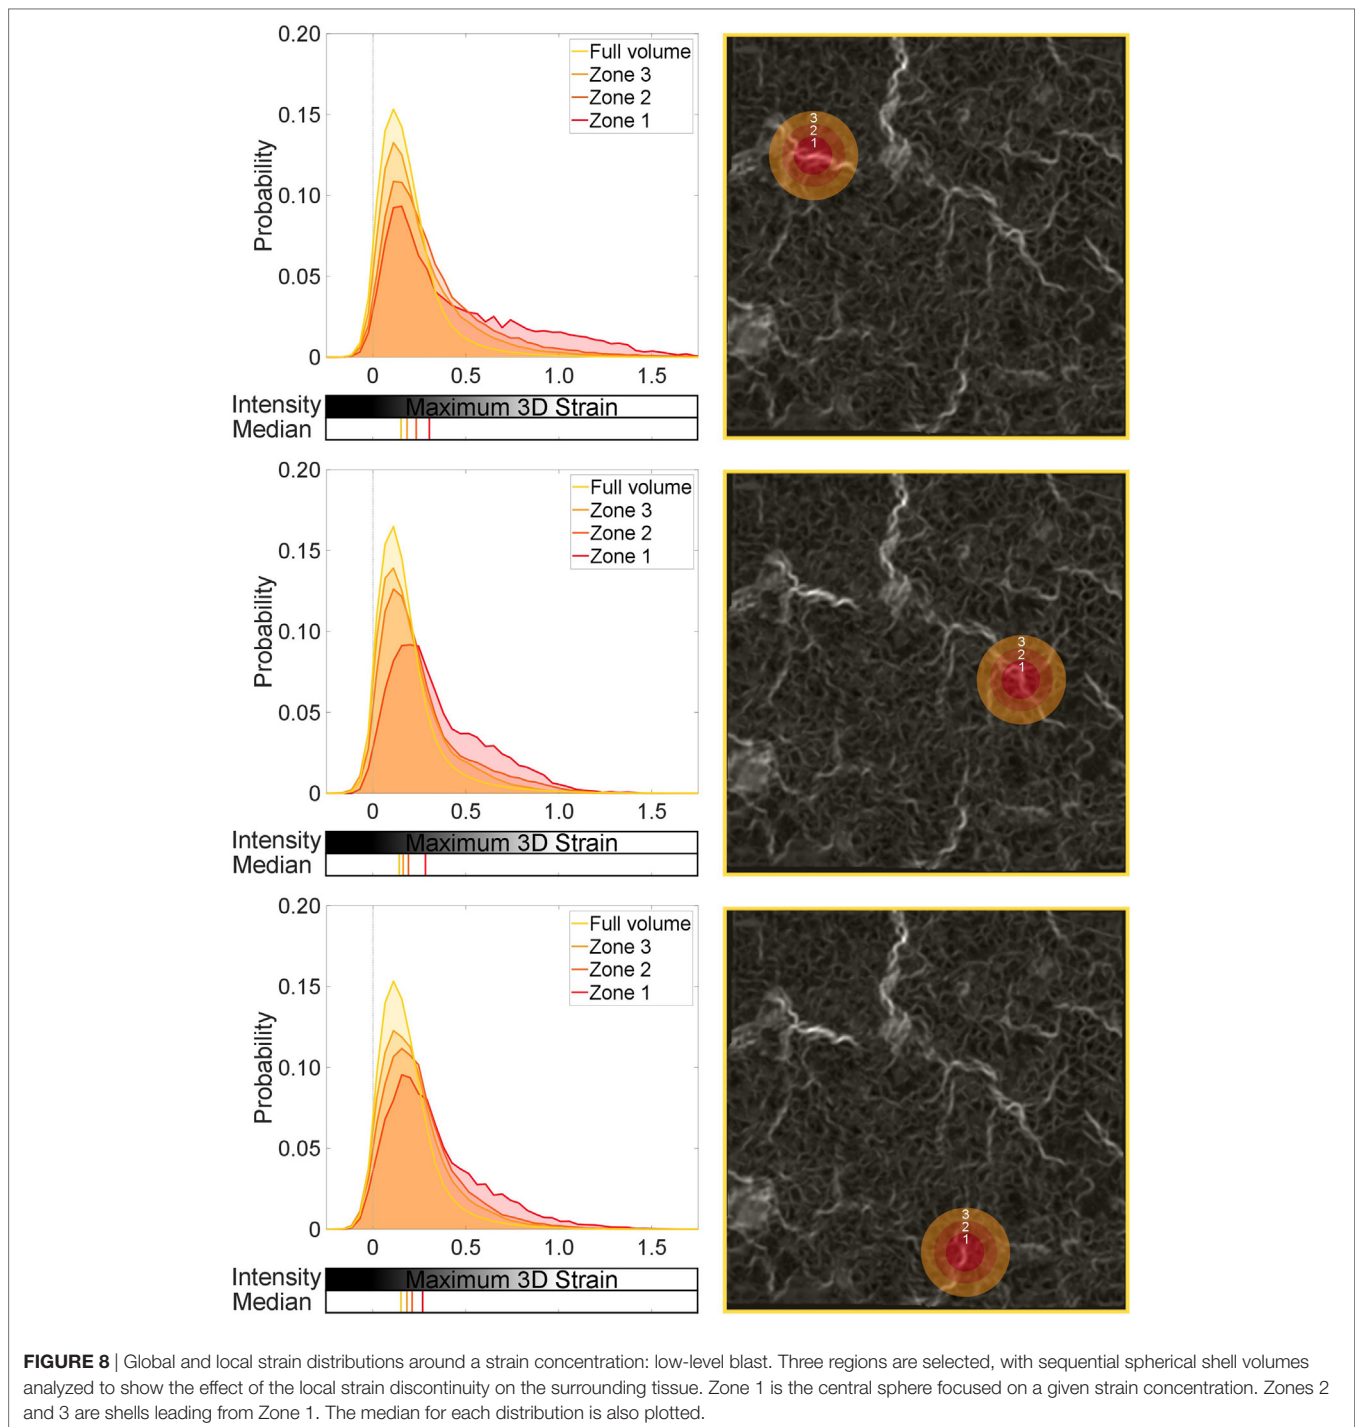 0.20
Full volume
Zone 3
Zone 2
Zone 1
0.15
0.10
0.05
0
Probability
0 0.5 1.0 1.5
Intensity Maximum 3D Strain
Median
3
2
1
0.20
Full volume
Zone 3
Zone 2
Zone 1
0.15
0.10
0.05
0
Probability
0 0.5 1.0 1.5
Intensity Maximum 3D Strain
Median
3
2
1
0.20
Full volume
Zone 3
Zone 2
Zone 1
0.15
0.10
0.05
0
Probability
0 0.5 1.0 1.5
Intensity Maximum 3D Strain
Median
3
2
1
FIGURE 8 | Global and local strain distributions around a strain concentration: low-level blast. Three regions are selected, with sequential spherical shell volumes
analyzed to show the effect of the local strain discontinuity on the surrounding tissue. Zone 1 is the central sphere focused on a given strain concentration. Zones 2
and 3 are shells leading from Zone 1. The median for each distribution is also plotted.